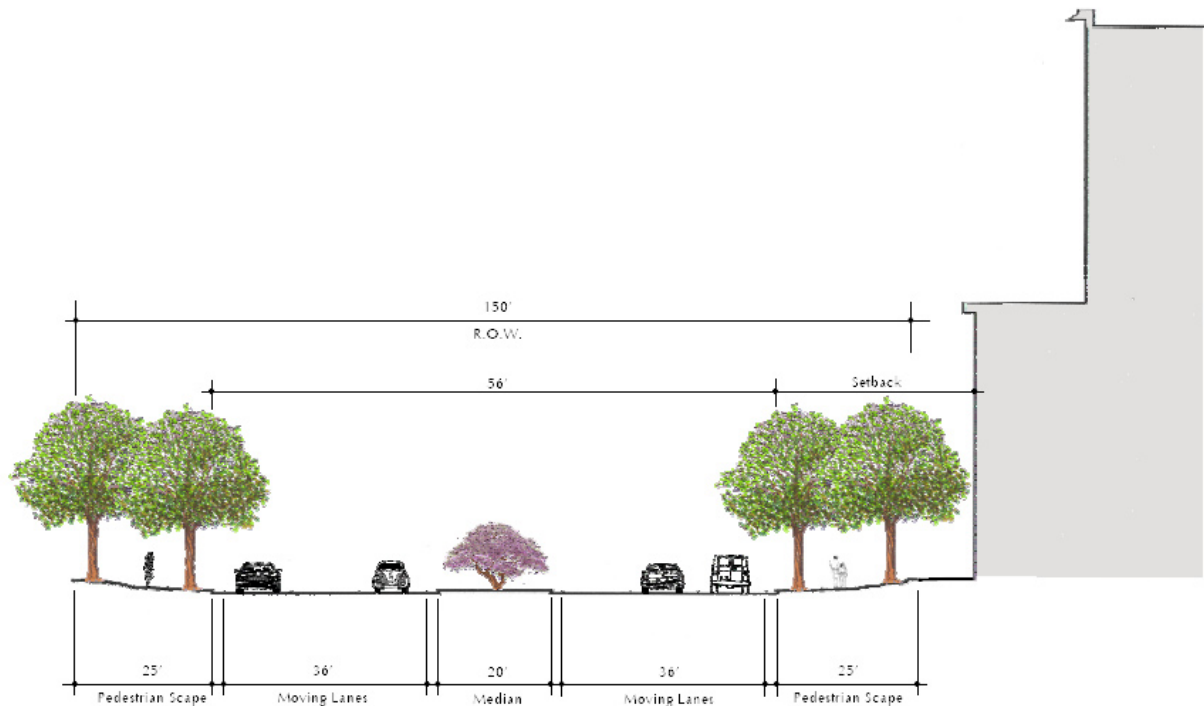 150'
R.O.W.
56'
Setback
25'
36'
20'
36'
25'
Pedestrian Scape
Moving Lanes
Median
Moving Lanes
Pedestrian Scape